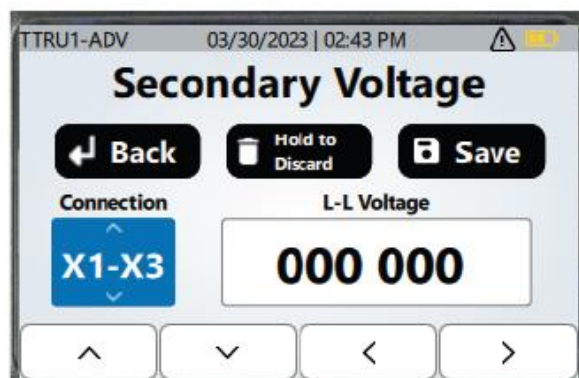 TTRU1-ADV 03/30/2023 | 02:43 PM
Secondary Voltage
Back
Hold to
Discard
Save
Connection
L-L Voltage
X1-X3
000 000